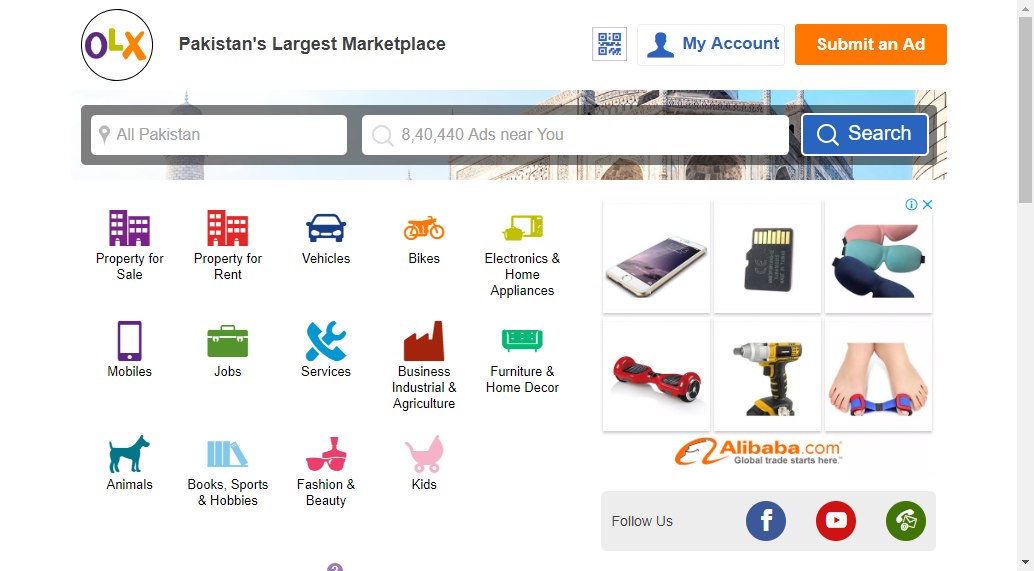 OLX
Pakistan's Largest Marketplace
My Account
Submit an Ad
All Pakistan
8,40,440 Ads near You
Search
Property for
Sale
Property for
Rent
Vehicles
Bikes
Electronics &
Home
Appliances
Mobiles
Jobs
Services
Business
Industrial &
Agriculture
Furniture &
Home Decor
Animals
Books, Sports
& Hobbies
Fashion &
Beauty
Kids
Alibaba.com
Global trade starts here.™
Follow Us